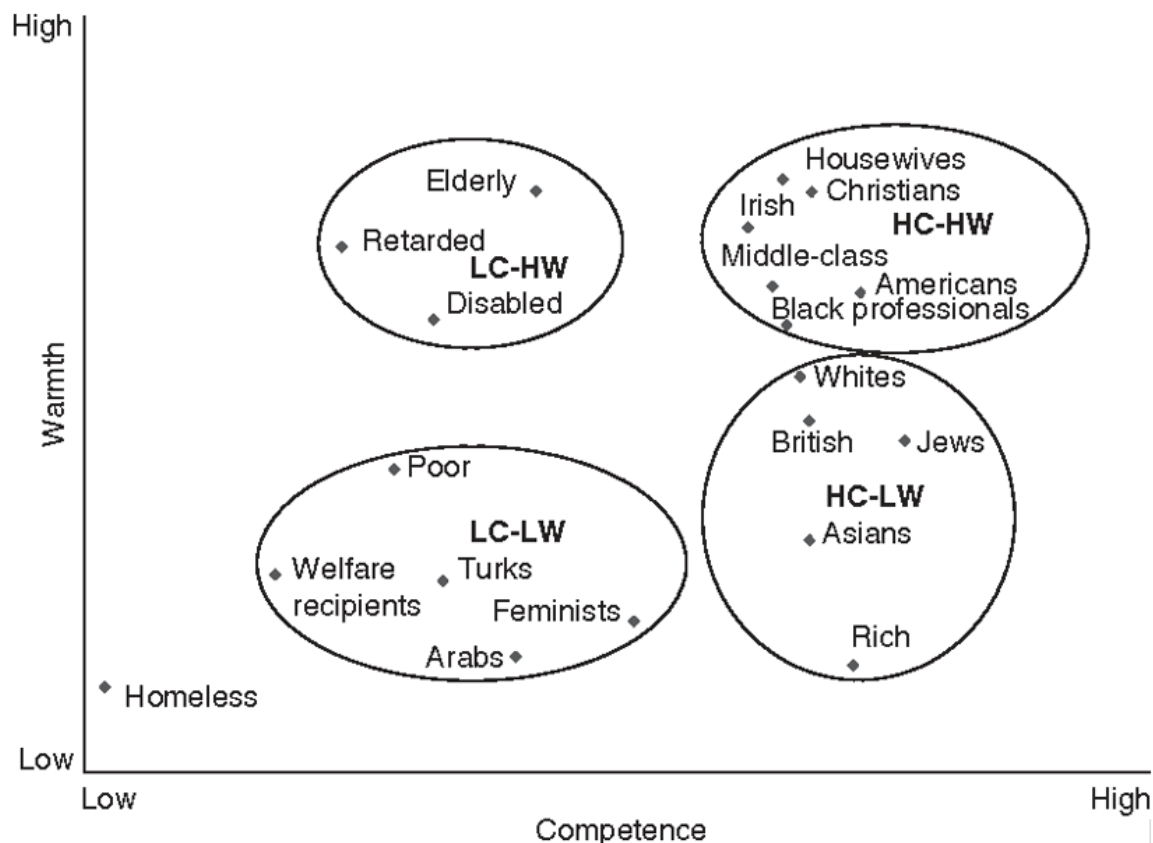 High
Housewives
Elderly
Christians
Irish
HC-HW
Retarded
Middle-class
LC-HW
Americans
Disabled
Black professionals
Warmth
Whites
British
Jews
Poor
HC-LW
LC-LW
Asians
Welfare
recipients
Turks
Feminists
Rich
Arabs
Homeless
Low
Low
High
Competence